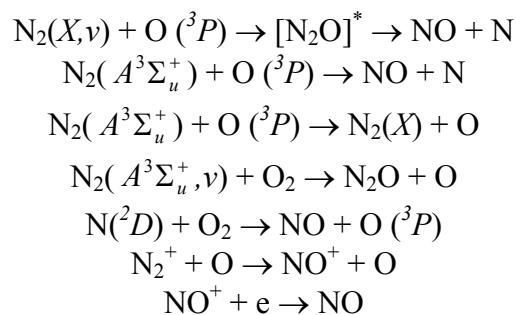 N₂(X,v) + O (³P) → [N₂O]* → NO + N
N₂( A³Σᵤ⁺) + O (³P) → NO + N
N₂( A³Σᵤ⁺) + O (³P) → N₂(X) + O
N₂( A³Σᵤ⁺,v) + O₂ → N₂O + O
N(²D) + O₂ → NO + O (³P)
N₂⁺ + O → NO⁺ + O
NO⁺ + e → NO